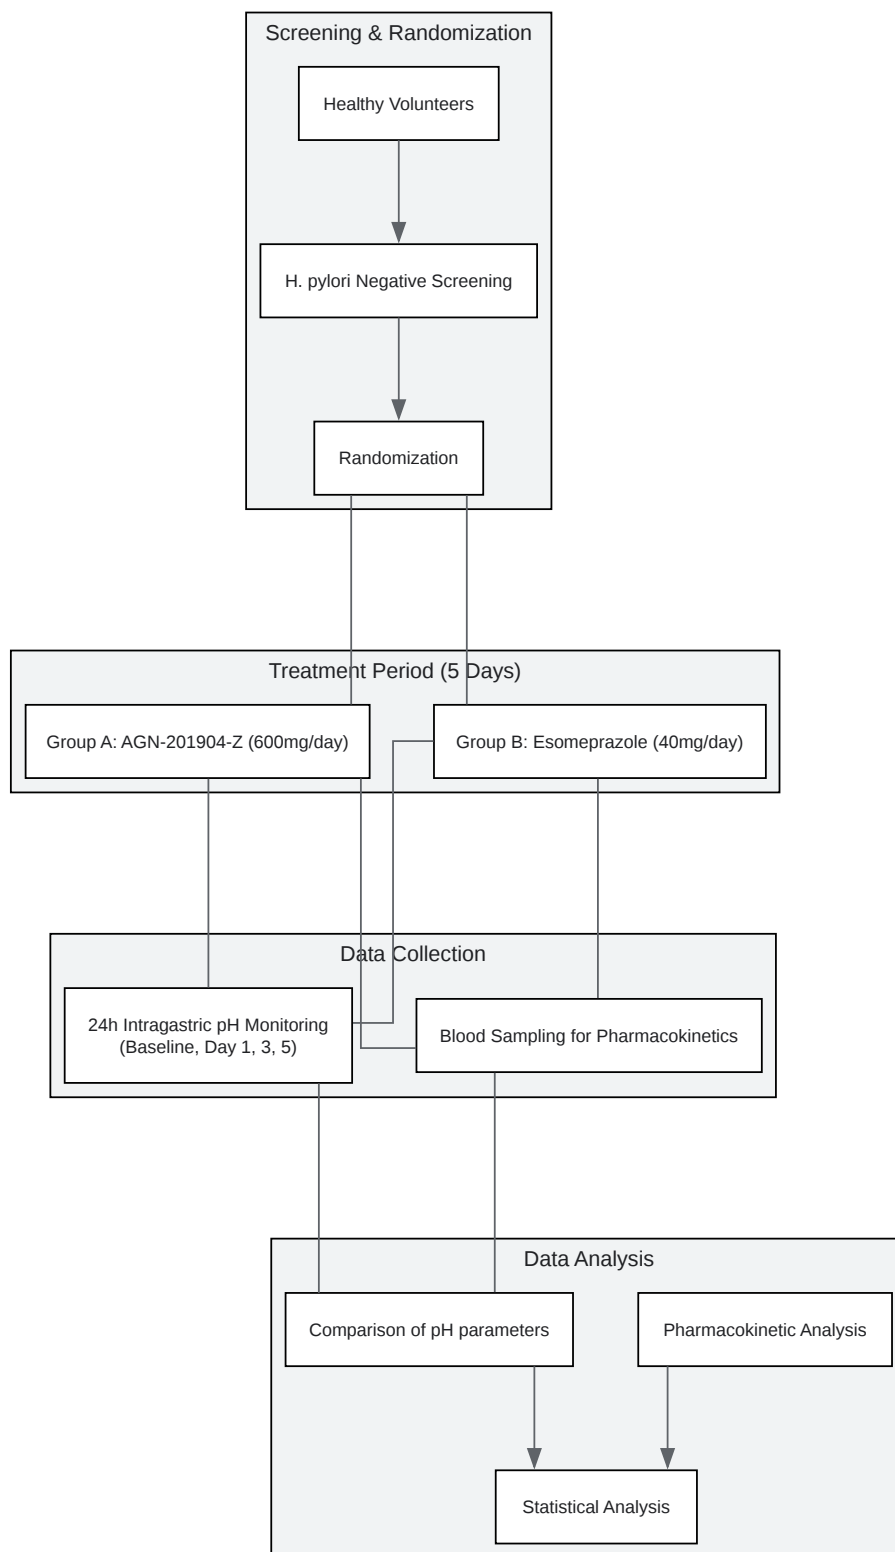 Screening & Randomization
Healthy Volunteers
H. pylori Negative Screening
Randomization
Treatment Period (5 Days)
Group A: AGN-201904-Z (600mg/day)
Group B: Esomeprazole (40mg/day)
Data Collection
24h Intragastric pH Monitoring
(Baseline, Day 1, 3, 5)
Blood Sampling for Pharmacokinetics
Data Analysis
Comparison of pH parameters
Pharmacokinetic Analysis
Statistical Analysis